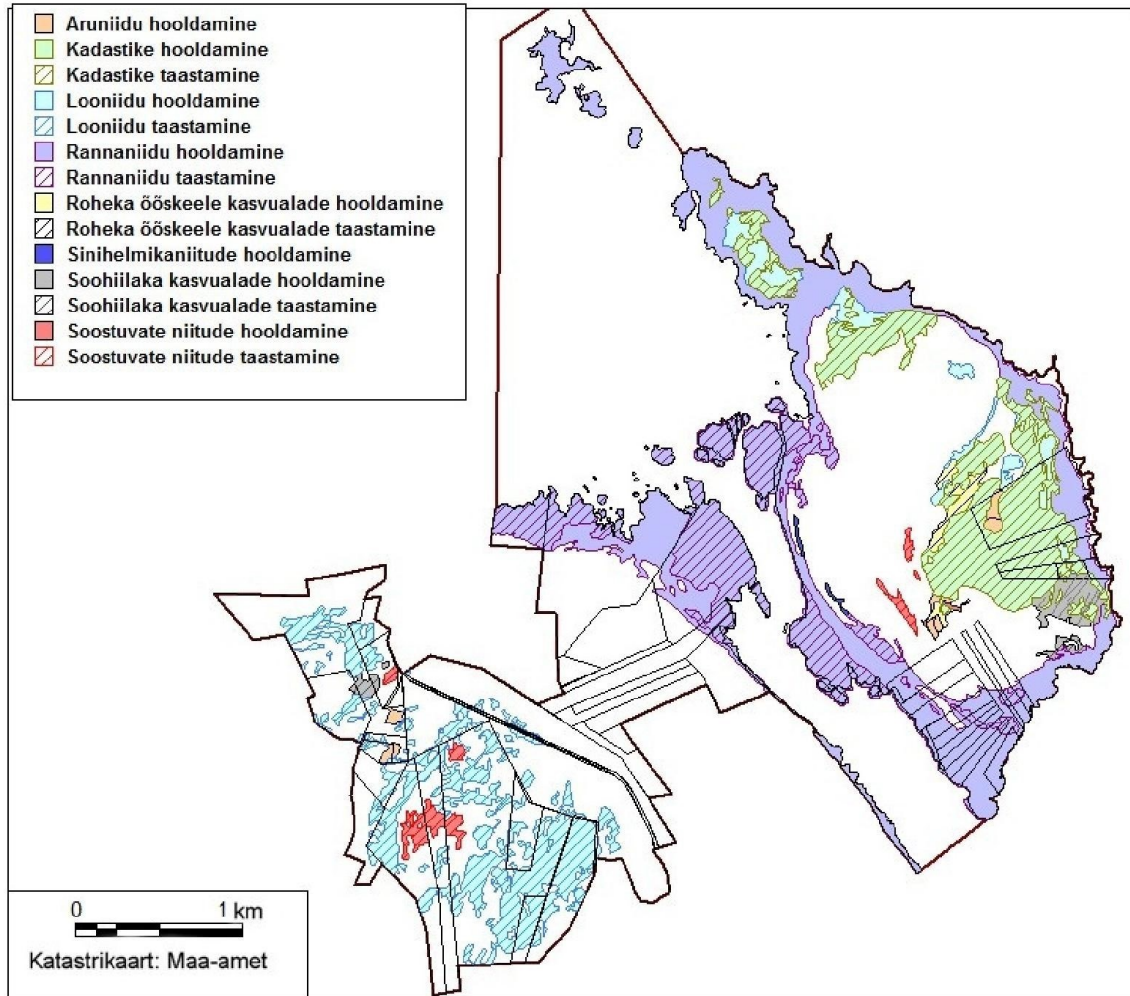 Aruniidu hooldamine
Kadastike hooldamine
Kadastike taastamine
Looniidu hooldamine
Looniidu taastamine
Rannaniidu hooldamine
Rannaniidu taastamine
Roheka õõskeele kasvualade hooldamine
Roheka õõskeele kasvualade taastamine
Sinihelmikaniitude hooldamine
Soohiilaka kasvualade hooldamine
Soohiilaka kasvualade taastamine
Soostuvate niitude hooldamine
Soostuvate niitude taastamine
0 1 km
Katastrikaart: Maa-amet